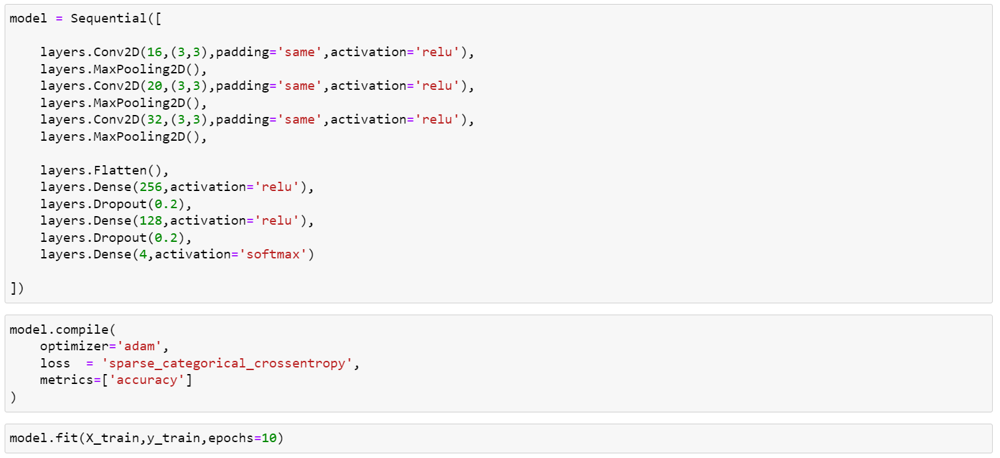 model = Sequential([
    layers.Conv2D(16,(3,3),padding='same',activation='relu'),
    layers.MaxPooling2D(),
    layers.Conv2D(20,(3,3),padding='same',activation='relu'),
    layers.MaxPooling2D(),
    layers.Conv2D(32,(3,3),padding='same',activation='relu'),
    layers.MaxPooling2D(),
    layers.Flatten(),
    layers.Dense(256,activation='relu'),
    layers.Dropout(0.2),
    layers.Dense(128,activation='relu'),
    layers.Dropout(0.2),
    layers.Dense(4,activation='softmax')
])
model.compile(
    optimizer='adam',
    loss  = 'sparse_categorical_crossentropy',
    metrics=['accuracy']
)
model.fit(X_train,y_train,epochs=10)